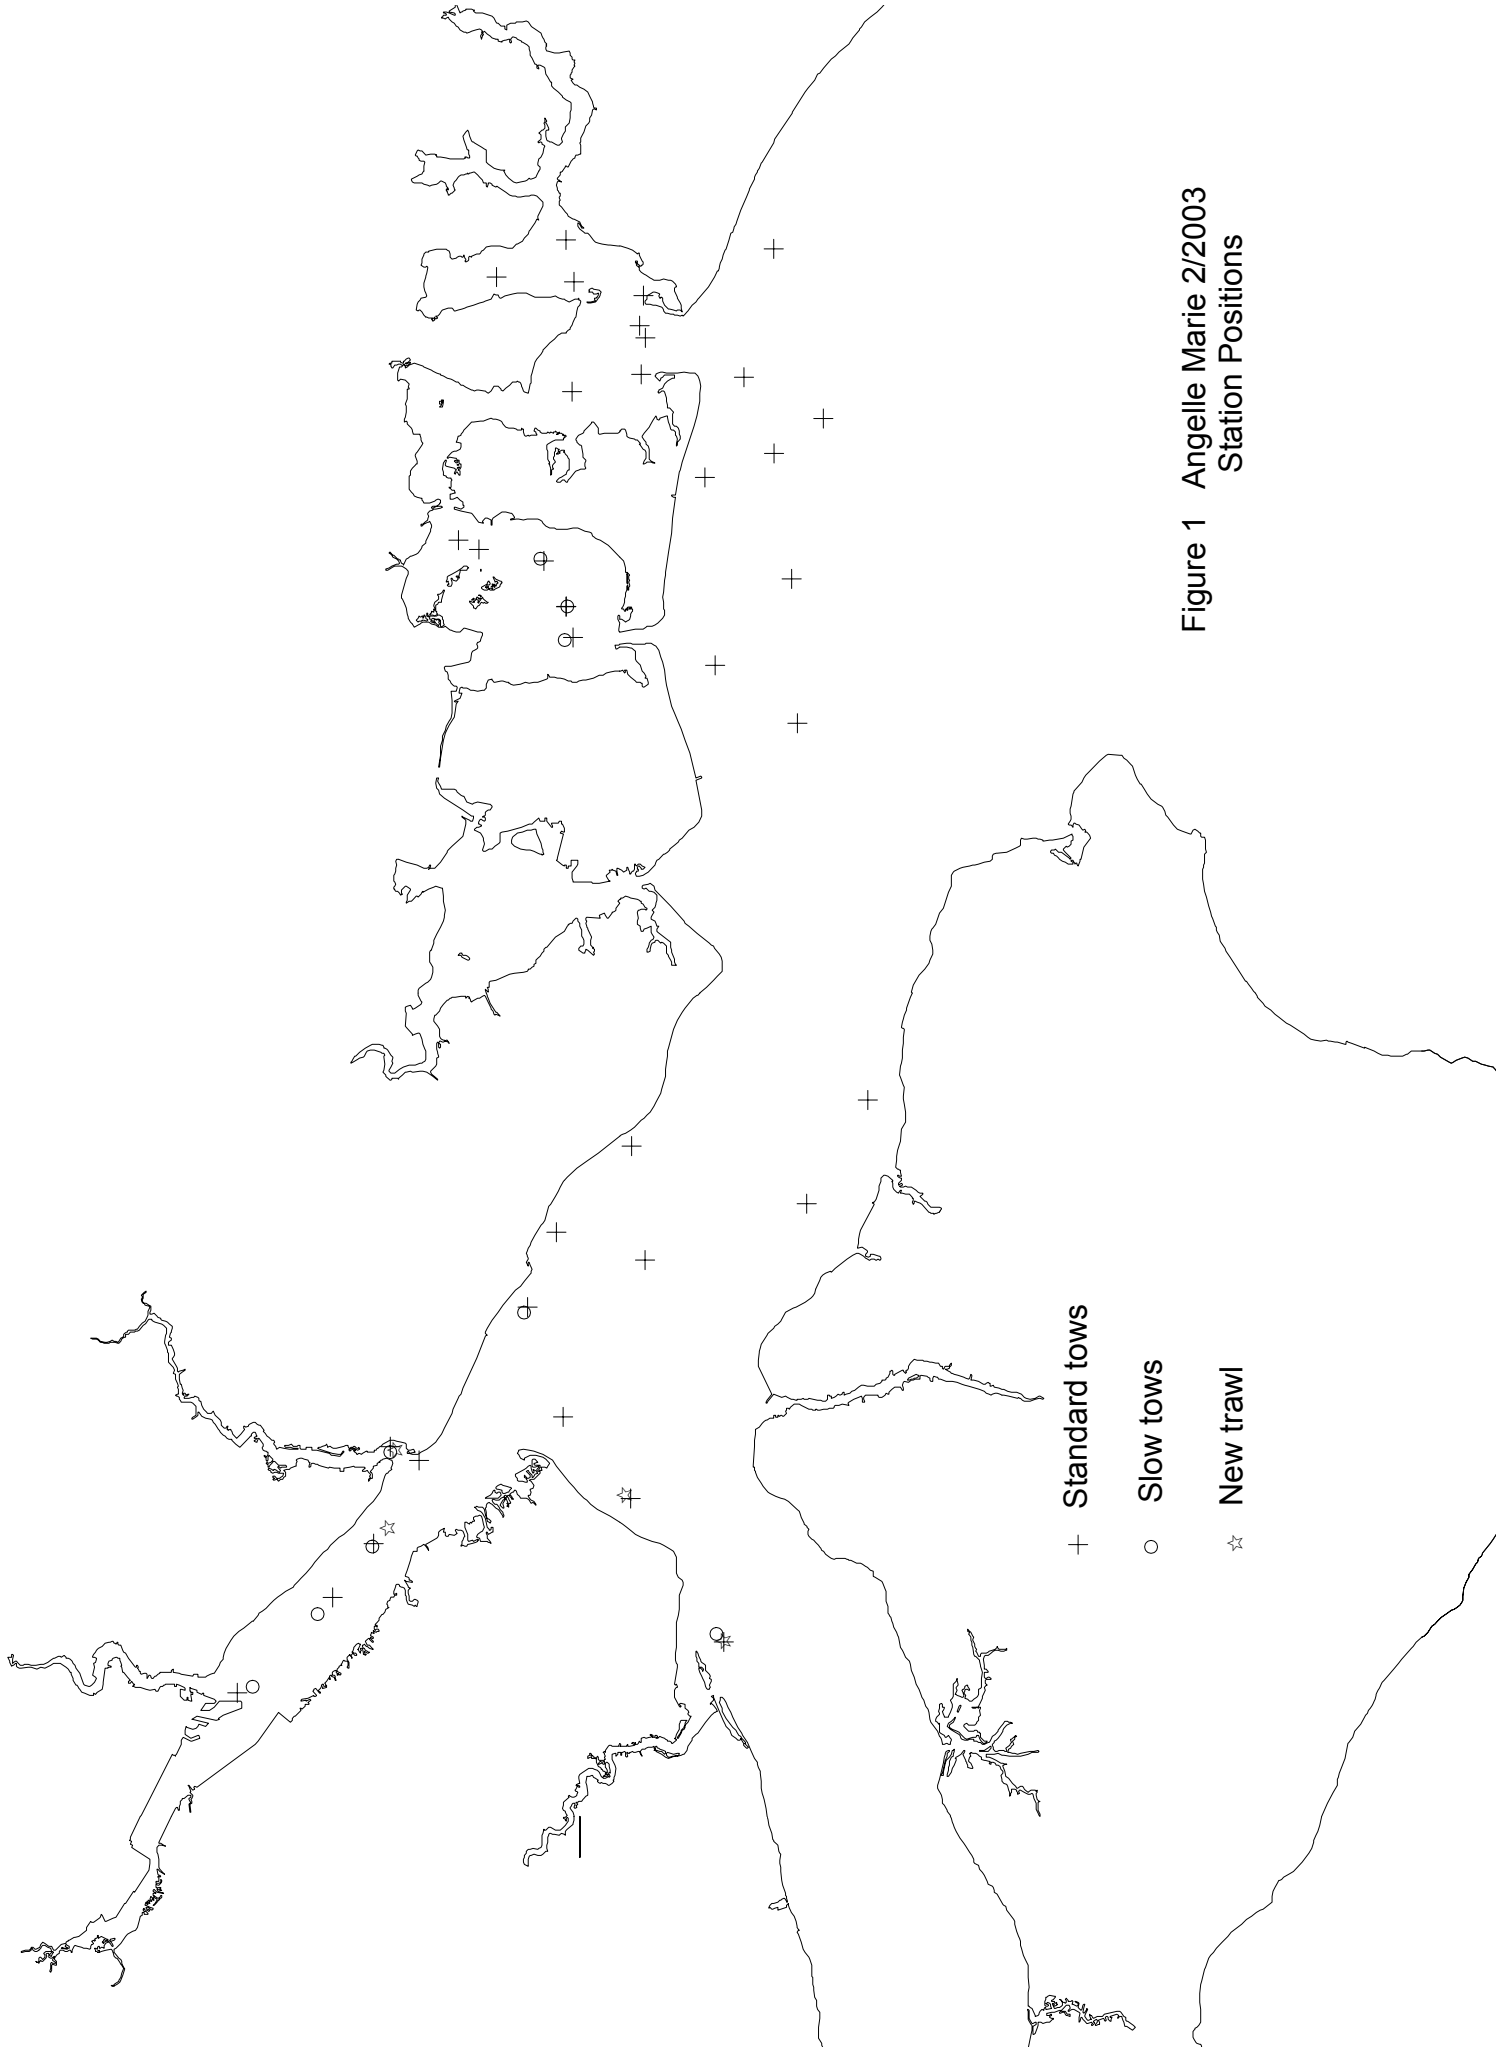 Figure 1 Angelle Marie 2/2003
Station Positions
Standard tows
Slow tows
New trawl